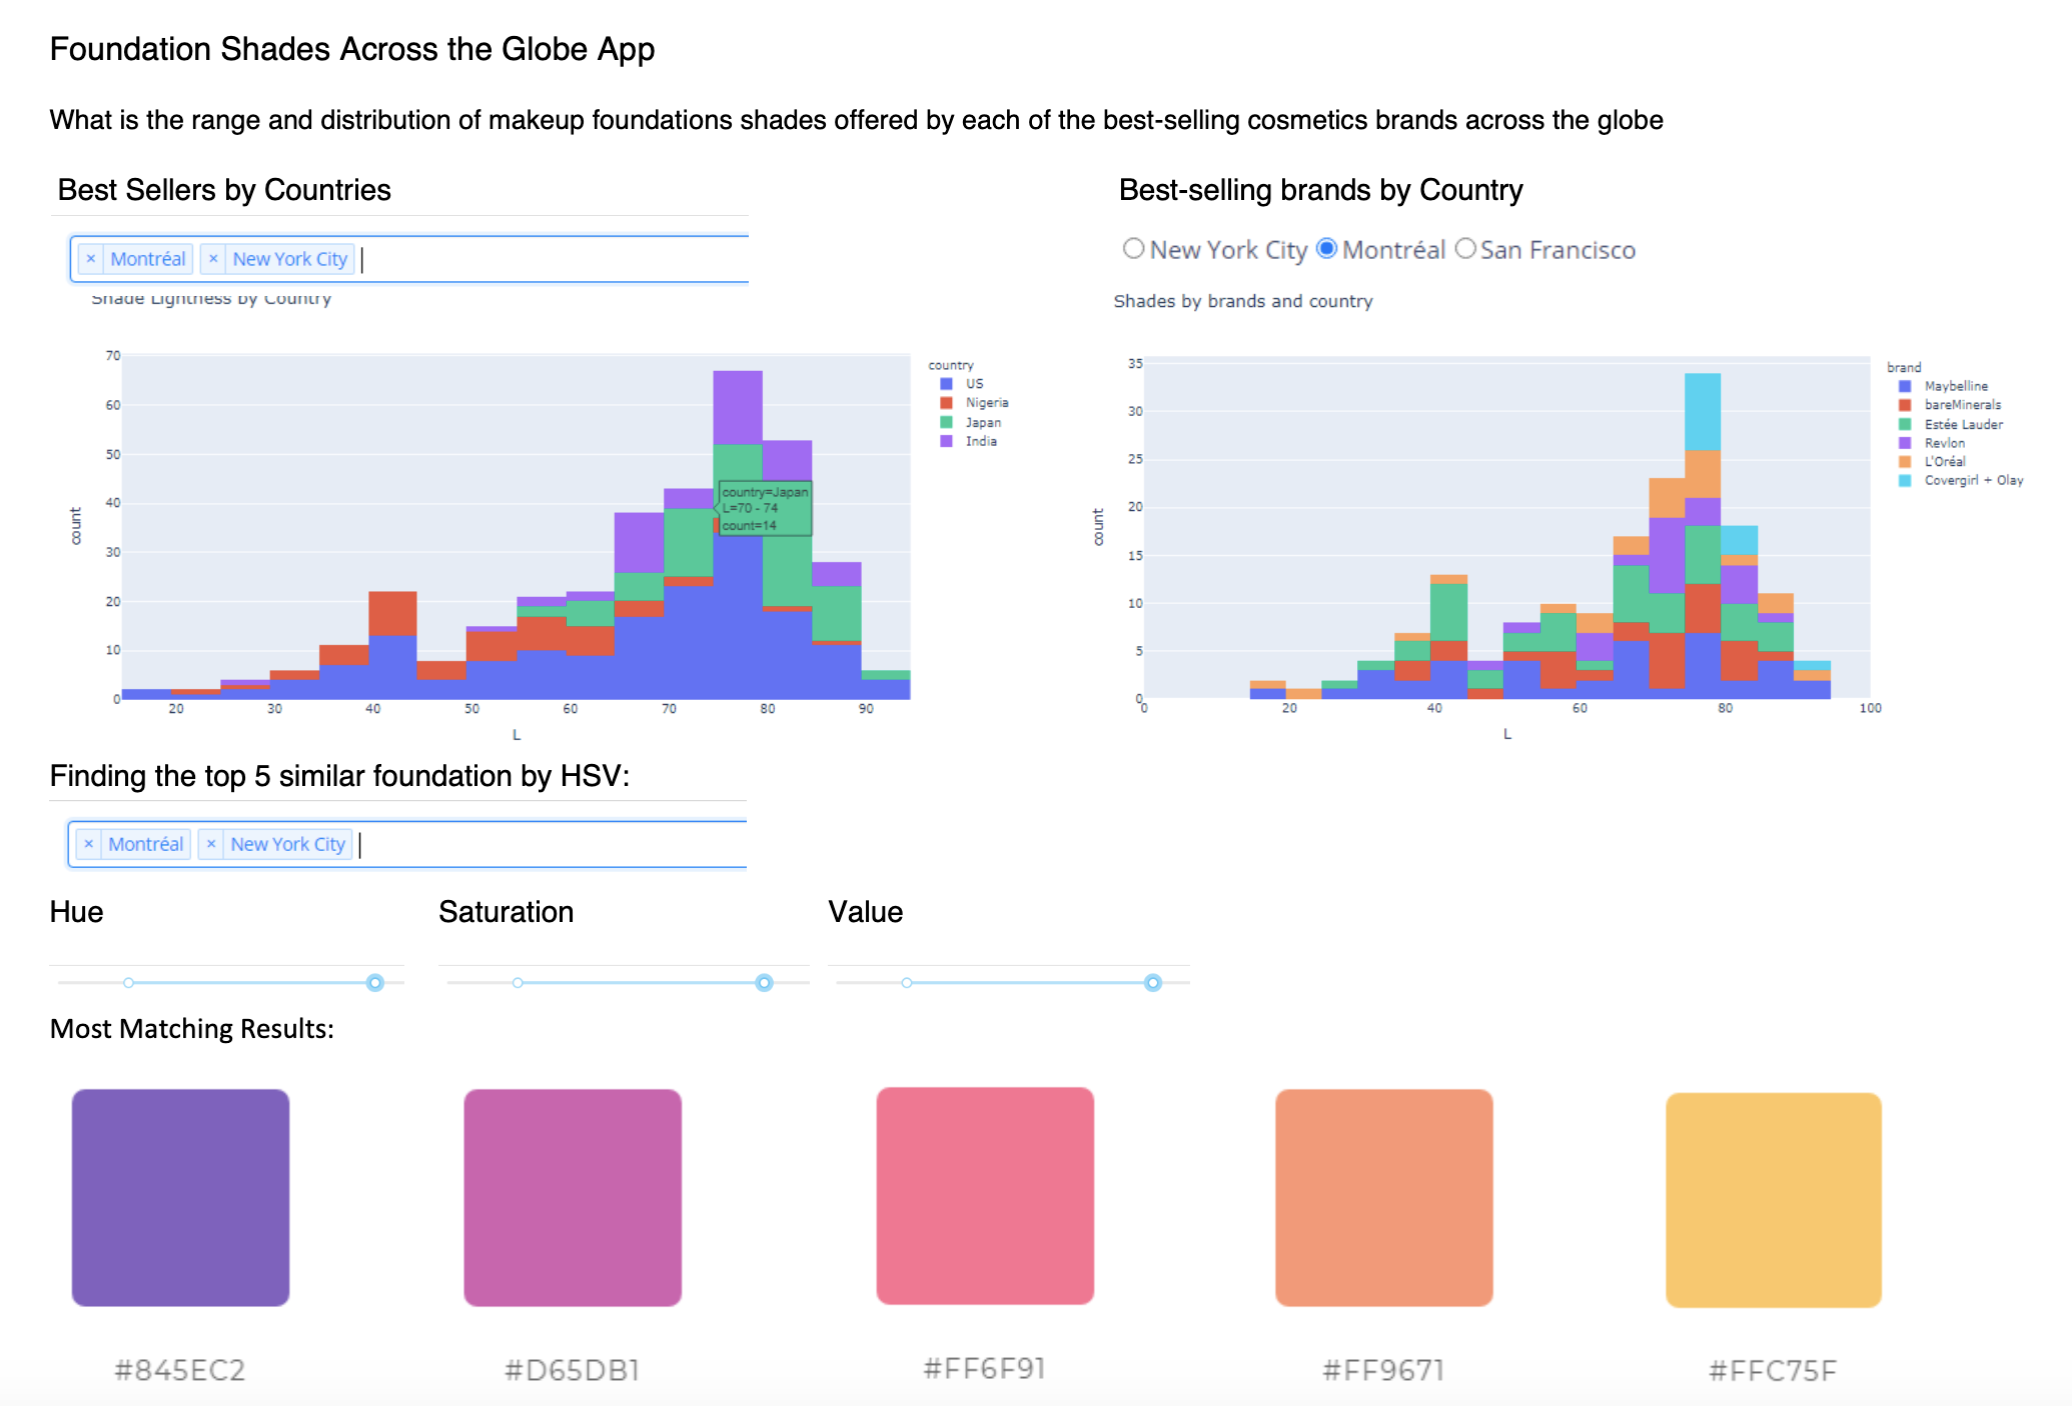 Foundation Shades Across the Globe App
What is the range and distribution of makeup foundations shades offered by each of the best-selling cosmetics brands across the globe
Best Sellers by Countries
× Montréal × New York City
Shade Lightness by Country
70
60
50
40
30
20
10
0
count
20 30 40 50 60 70 80 90
L
country
US
Nigeria
Japan
India
country=Japan
L=70 - 74
count=14
Best-selling brands by Country
New York City Montréal San Francisco
Shades by brands and country
35
30
25
20
15
10
5
0
count
0 20 40 60 80 100
L
brand
Maybelline
bareMinerals
Estée Lauder
Revlon
L'Oréal
Covergirl + Olay
Finding the top 5 similar foundation by HSV:
× Montréal × New York City
Hue Saturation Value
Most Matching Results:
#845EC2 #D65DB1 #FF6F91 #FF9671 #FFC75F